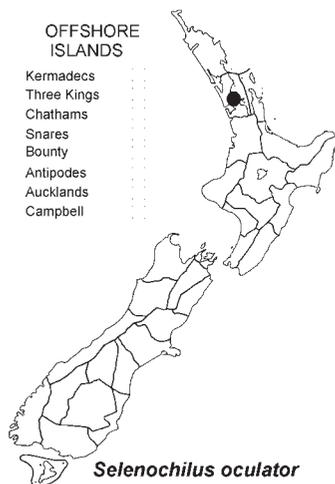 OFFSHORE
ISLANDS
Kermadecs
Three Kings
Chathams
Snares
Bounty
Antipodes
Aucklands
Campbell
Selenochilus oculator